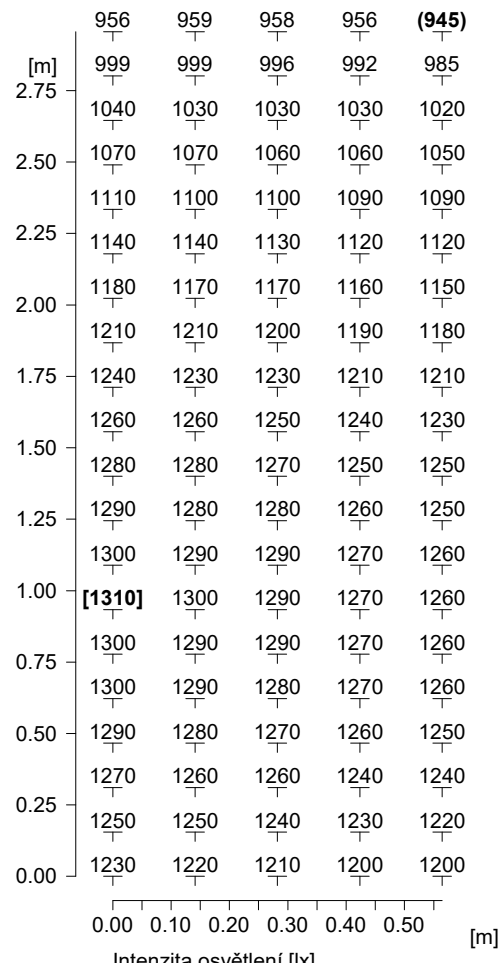 956 959 958 956 (945)
[m] 999 999 996 992 985
2.75
1040 1030 1030 1030 1020
2.50 1070 1070 1060 1060 1050
1110 1100 1100 1090 1090
2.25 1140 1140 1130 1120 1120
1180 1170 1170 1160 1150
2.00
1210 1210 1200 1190 1180
1.75 1240 1230 1230 1210 1210
1260 1260 1250 1240 1230
1.50
1280 1280 1270 1250 1250
1.25 1290 1280 1280 1260 1250
1300 1290 1290 1270 1260
1.00 [1310] 1300 1290 1270 1260
0.75 1300 1290 1290 1270 1260
1300 1290 1280 1270 1260
0.50 1290 1280 1270 1260 1250
1270 1260 1260 1240 1240
0.25
1250 1250 1240 1230 1220
0.00 1230 1220 1210 1200 1200
0.00 0.10 0.20 0.30 0.40 0.50 [m]
Intenzita osvětlení [lx]